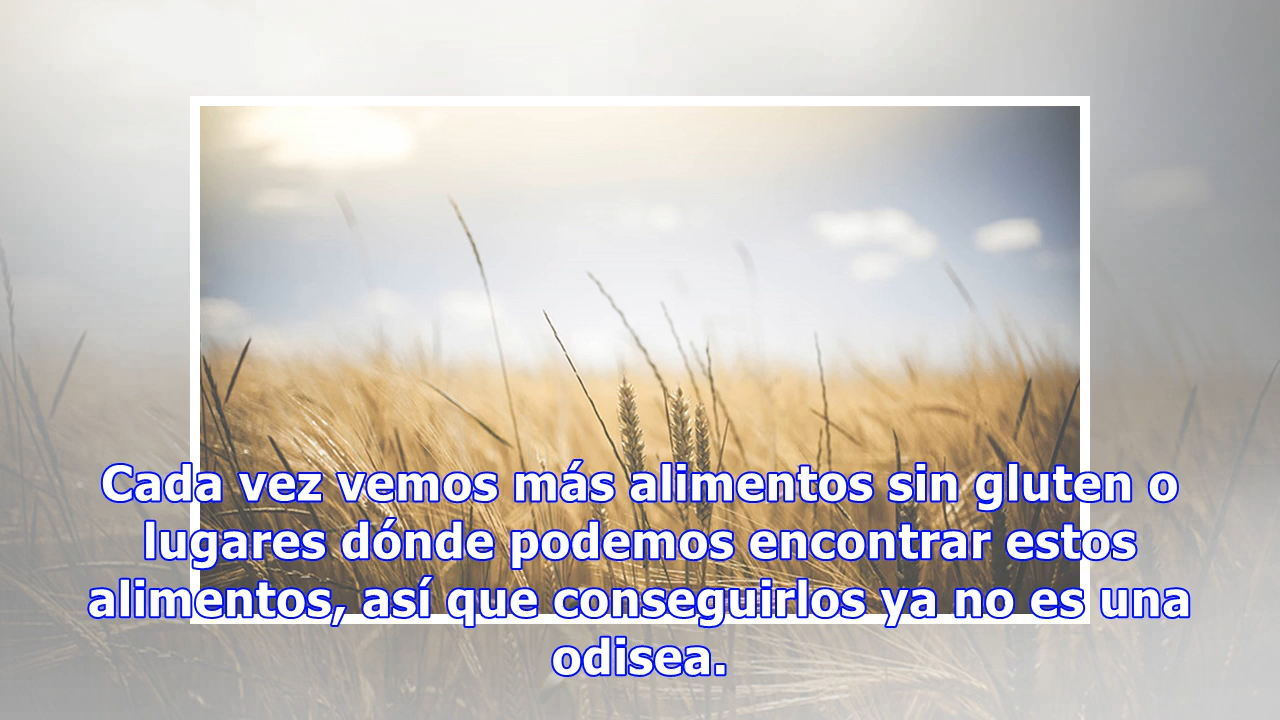 Cada vez vemos más alimentos sin gluten o
lugares dónde podemos encontrar estos
alimentos, así que conseguirlos ya no es una
odisea.